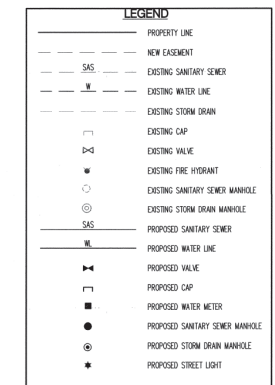 LEGEND
PROPERTY LINE
NEW EASEMENT
SAS EXISTING SANITARY SEWER
W EXISTING WATER LINE
EXISTING STORM DRAIN
EXISTING CAP
EXISTING VALVE
EXISTING FIRE HYDRANT
EXISTING SANITARY SEWER MANHOLE
EXISTING STORM DRAIN MANHOLE
SAS PROPOSED SANITARY SEWER
WL PROPOSED WATER LINE
PROPOSED VALVE
PROPOSED CAP
PROPOSED WATER METER
PROPOSED SANITARY SEWER MANHOLE
PROPOSED STORM DRAIN MANHOLE
PROPOSED STREET LIGHT